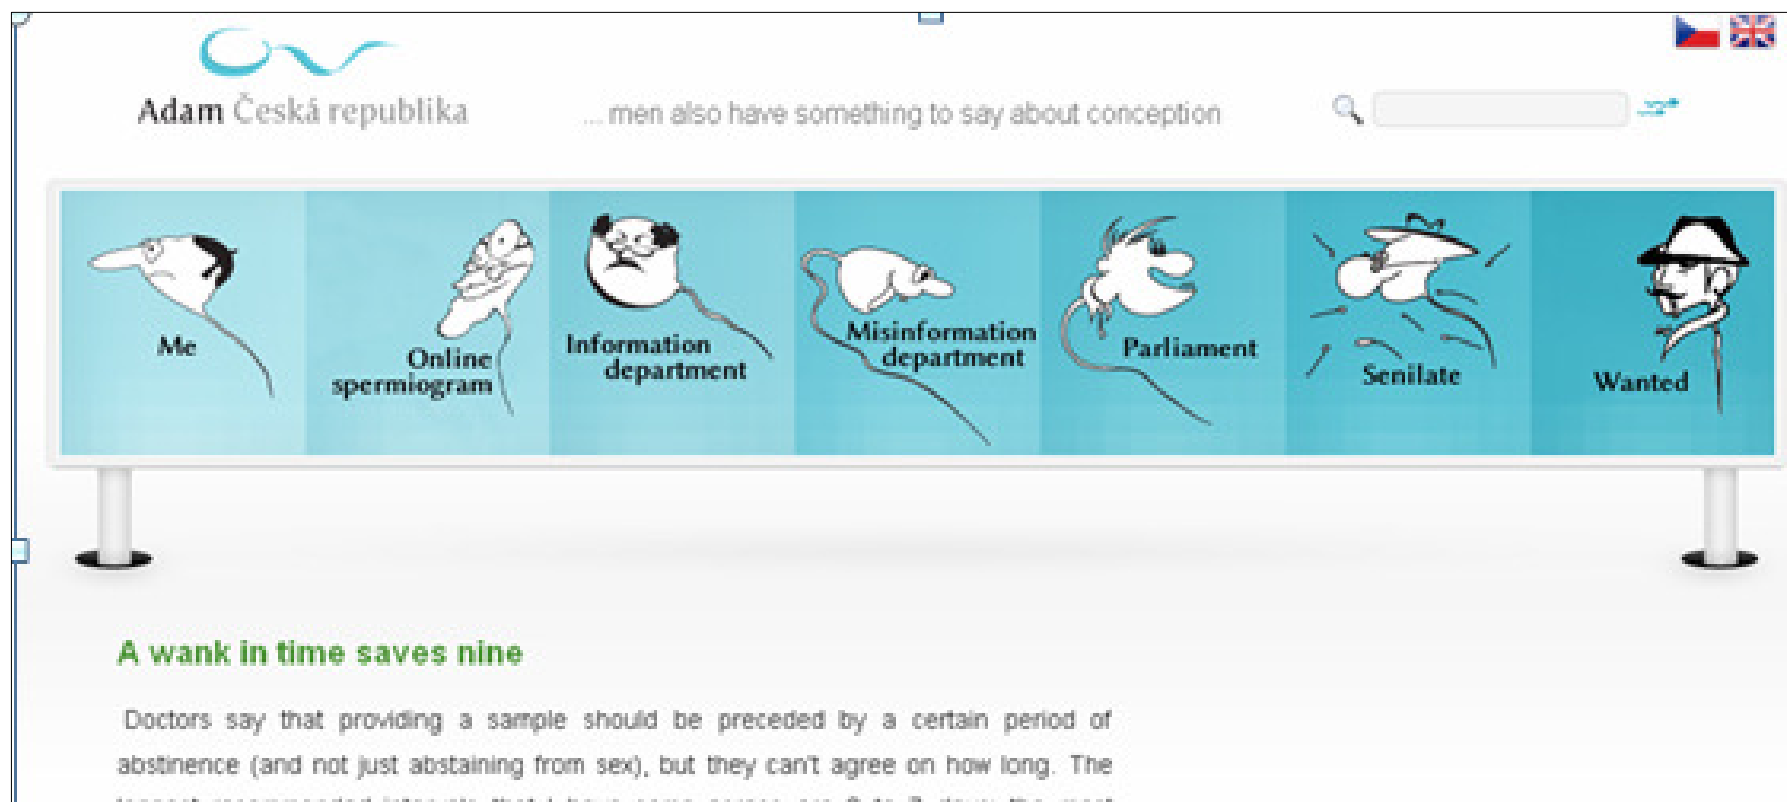 Adam Česká republika
... men also have something to say about conception
Me
Online
spermiogram
Information
department
Misinformation
department
Parliament
Senilate
Wanted
A wank in time saves nine
Doctors say that providing a sample should be preceded by a certain period of
abstinence (and not just abstaining from sex), but they can't agree on how long. The